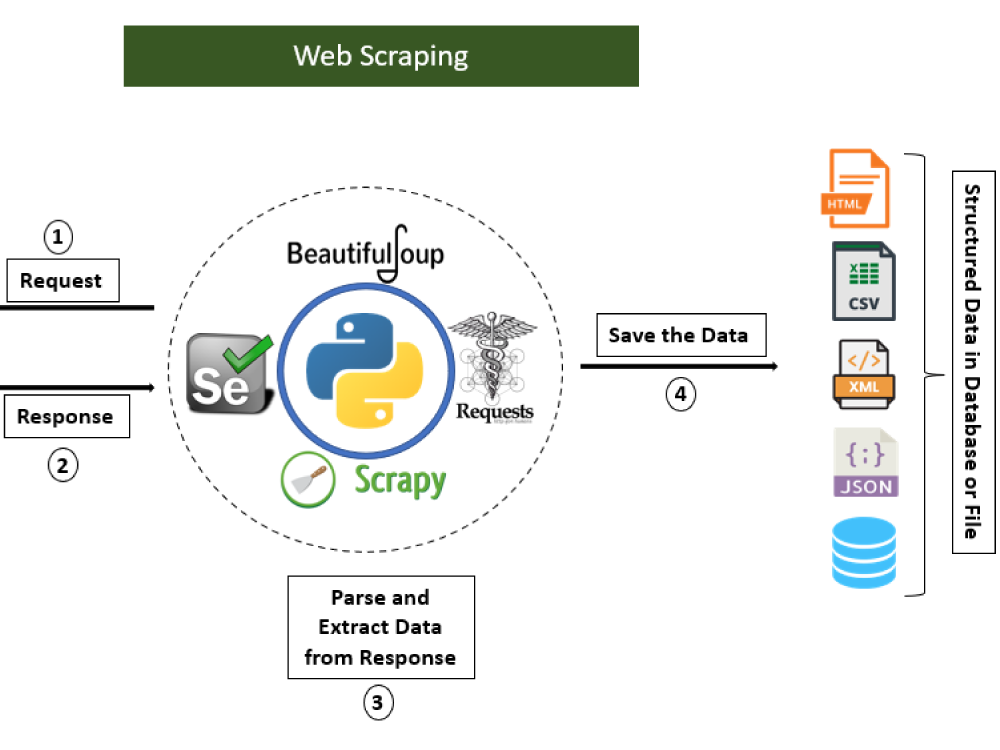 Web Scraping
1
Request
Response
2
BeautifulSoup
Se
Requests
Scrapy
Parse and
Extract Data
from Response
3
Save the Data
4
HTML
CSV
</>
XML
{;}
JSON
Structured Data in Database or File